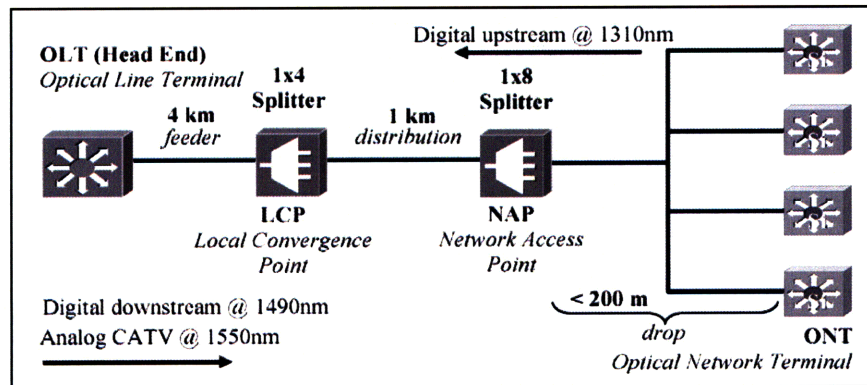 Digital upstream @ 1310nm
OLT (Head End)
Optical Line Terminal
1x4
Splitter
1x8
Splitter
4 km
feeder
1 km
distribution
LCP
Local Convergence
Point
NAP
Network Access
Point
< 200 m
drop
ONT
Optical Network Terminal
Digital downstream @ 1490nm
Analog CATV @ 1550nm